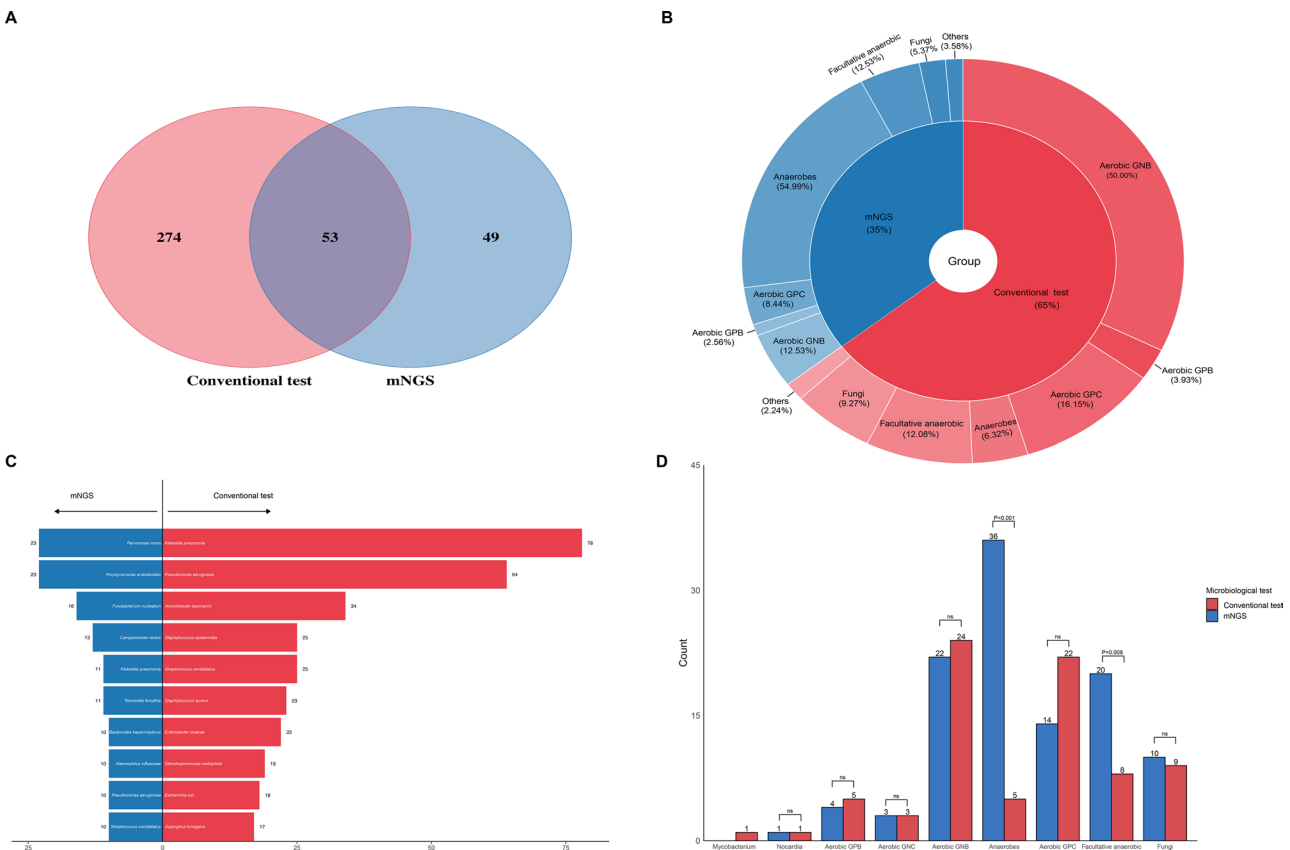 A
274
53
49
Conventional test
mNGS
B
Others
(3.58%)
Fungi
(5.37%
Facultative anaerobic
(12.53%)
Aerobic GNB
(50.00%)
Anaerobes
(54.99%)
mNGS
(35%)
Group
Conventional test
(65%)
Aerobic GPC
(8.44%)
Aerobic GPB
(2.56%)
Aerobic GNB
(12.53%)
Aerobic GPB
(3.93%)
Others
(2.24%)
Fungi
(9.27%)
Facultative anaerobic
(12.08%)
Anaerobes
(6.32%)
Aerobic GPC
(16.15%)
C
mNGS
Conventional test
23 Parvimonas micra Klebsiella pneumonia 78
23 Porphyromonas endodontalis Pseudomonas aeruginosa 64
16 Fusobacterium nucleatum Acinetobacter baumannii 34
13 Campylobacter rectus Staphylococcus epidermidis 25
11 Klebsiella pneumonia Streptococcus constellatus 25
11 Tannerella forsythia Staphylococcus aureus 23
10 Bacteroides heparinolyticus Enterobacter cloacae 22
10 Haemophilus influenzae Stenotrophomonas maltophilia 19
10 Pseudomonas aeruginosa Escherichia coli 18
10 Streptococcus constellatus Aspergillus fumigatus 17
25 0 25 50 75
D
45
30
15
0
Count
1
ns
1 1
ns
4 5
ns
3 3
ns
22 24
P=0.001
36 5
ns
14 22
P=0.008
20 8
ns
10 9
Mycobacterium Nocardia Aerobic GPB Aerobic GNC Aerobic GNB Anaerobes Aerobic GPC Facultative anaerobic Fungi
Microbiological test
Conventional test
mNGS